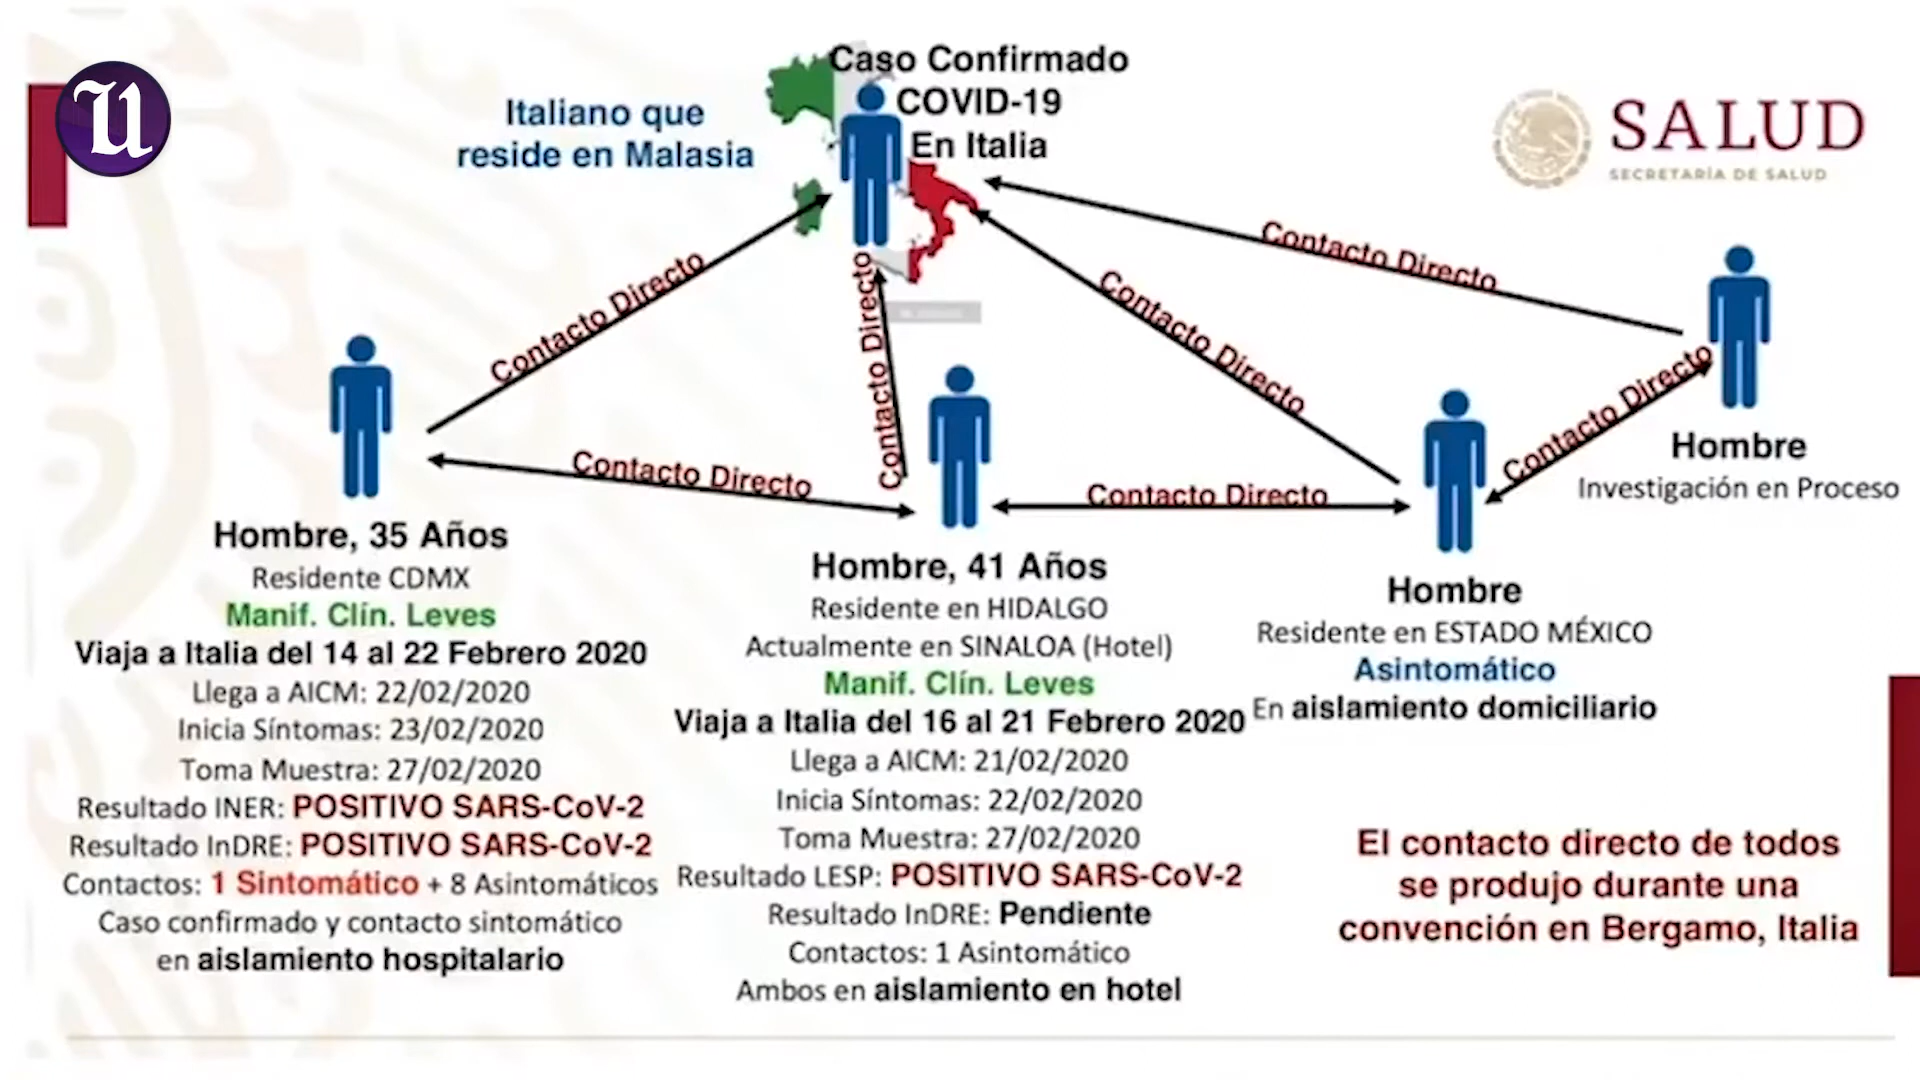 U
Caso Confirmado
COVID-19
En Italia
Italiano que
reside en Malasia
SALUD
SECRETARÍA DE SALUD
Contacto Directo
Contacto Directo
Contacto Directo
Contacto Directo
Contacto Directo
Contacto Directo
Contacto Directo
Hombre, 35 Años
Residente CDMX
Manif. Clín. Leves
Viaja a Italia del 14 al 22 Febrero 2020
Llega a AICM: 22/02/2020
Inicia Síntomas: 23/02/2020
Toma Muestra: 27/02/2020
Resultado INER: POSITIVO SARS-CoV-2
Resultado InDRE: POSITIVO SARS-CoV-2
Contactos: 1 Sintomático + 8 Asintomáticos
Caso confirmado y contacto sintomático
en aislamiento hospitalario
Hombre, 41 Años
Residente en HIDALGO
Actualmente en SINALOA (Hotel)
Manif. Clín. Leves
Viaja a Italia del 16 al 21 Febrero 2020
Llega a AICM: 21/02/2020
Inicia Síntomas: 22/02/2020
Toma Muestra: 27/02/2020
Resultado LESP: POSITIVO SARS-CoV-2
Resultado InDRE: Pendiente
Contactos: 1 Asintomático
Ambos en aislamiento en hotel
Hombre
Residente en ESTADO MÉXICO
Asintomático
En aislamiento domiciliario
Hombre
Investigación en Proceso
El contacto directo de todos
se produjo durante una
convención en Bergamo, Italia